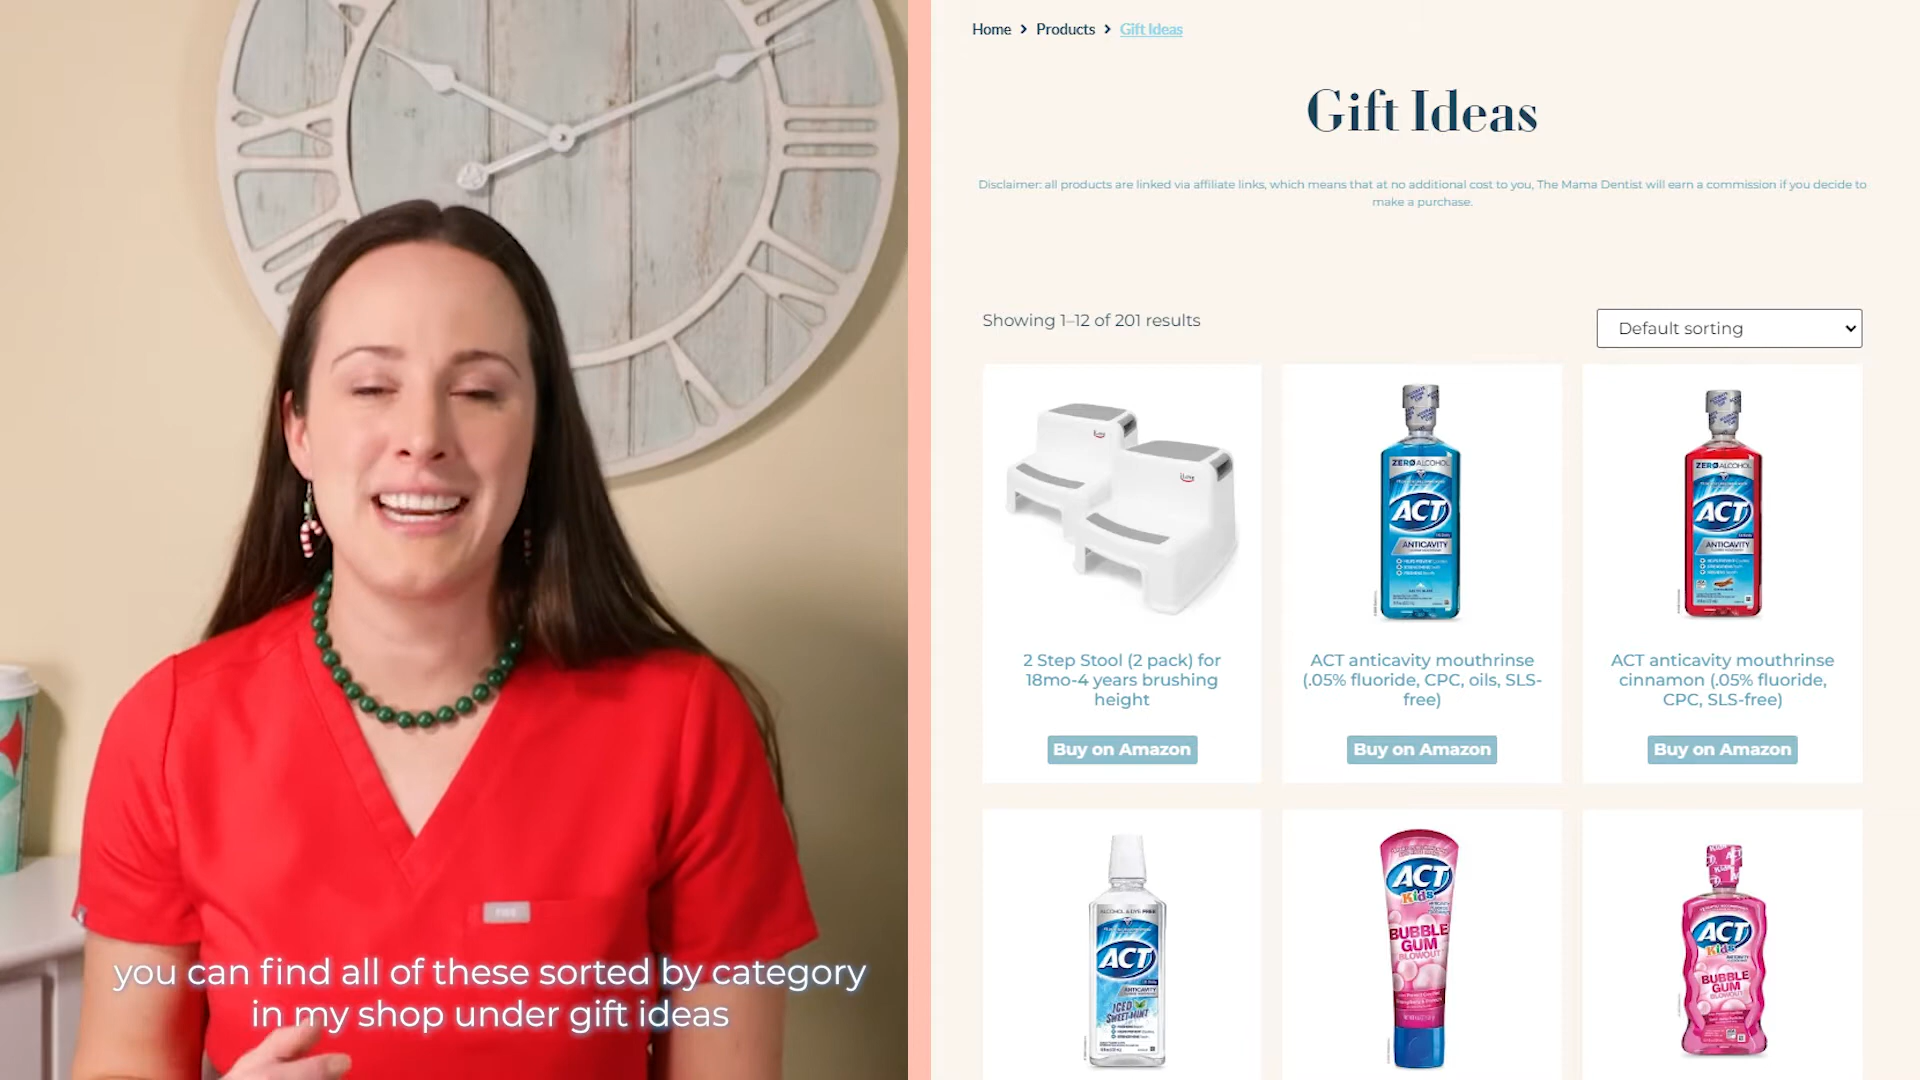 Home > Products > Gift Ideas
Gift Ideas
Disclaimer: all products are linked via affiliate links, which means that at no additional cost to you, The Mama Dentist will earn a commission if you decide to
make a purchase.
Showing 1–12 of 201 results
Default sorting
ZERO ALCOHOL
ACT
ANTICAVITY
ZERO ALCOHOL
ACT
ANTICAVITY
2 Step Stool (2 pack) for
18mo-4 years brushing
height
ACT anticavity mouthrinse
(.05% fluoride, CPC, oils, SLS-
free)
ACT anticavity mouthrinse
cinnamon (.05% fluoride,
CPC, SLS-free)
Buy on Amazon
Buy on Amazon
Buy on Amazon
ALCOHOL & DYE FREE
ACT
ANTICAVITY
ICED
SWEET MINT
ACT
Kids
BUBBLE
GUM
BLOWOUT
ACT
Kids
BUBBLE
GUM
BLOWOUT
you can find all of these sorted by category
in my shop under gift ideas